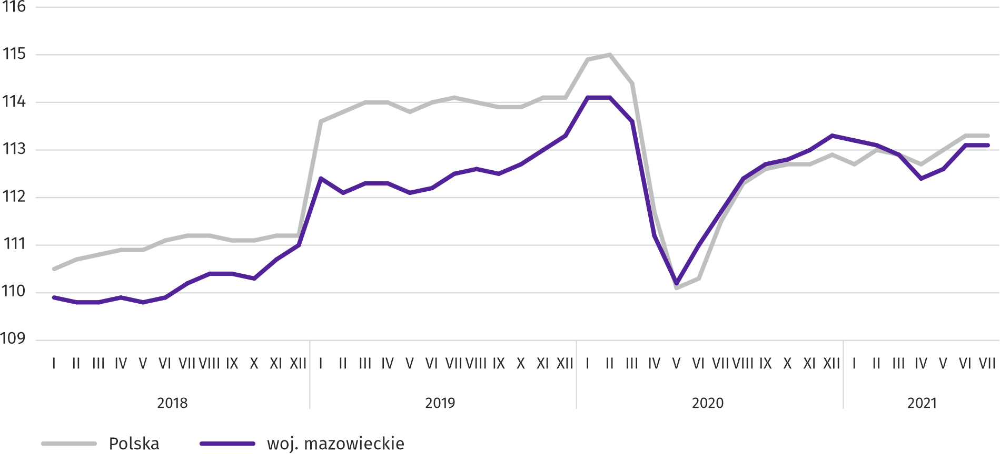 116
115
114
113
112
111
110
109
I II III IV V VI VII VIII IX X XI XII I II III IV V VI VII VIII IX X XI XII I II III IV V VI VII VIII IX X XI XII I II III IV V VI VII
2018 2019 2020 2021
Polska woj. mazowieckie